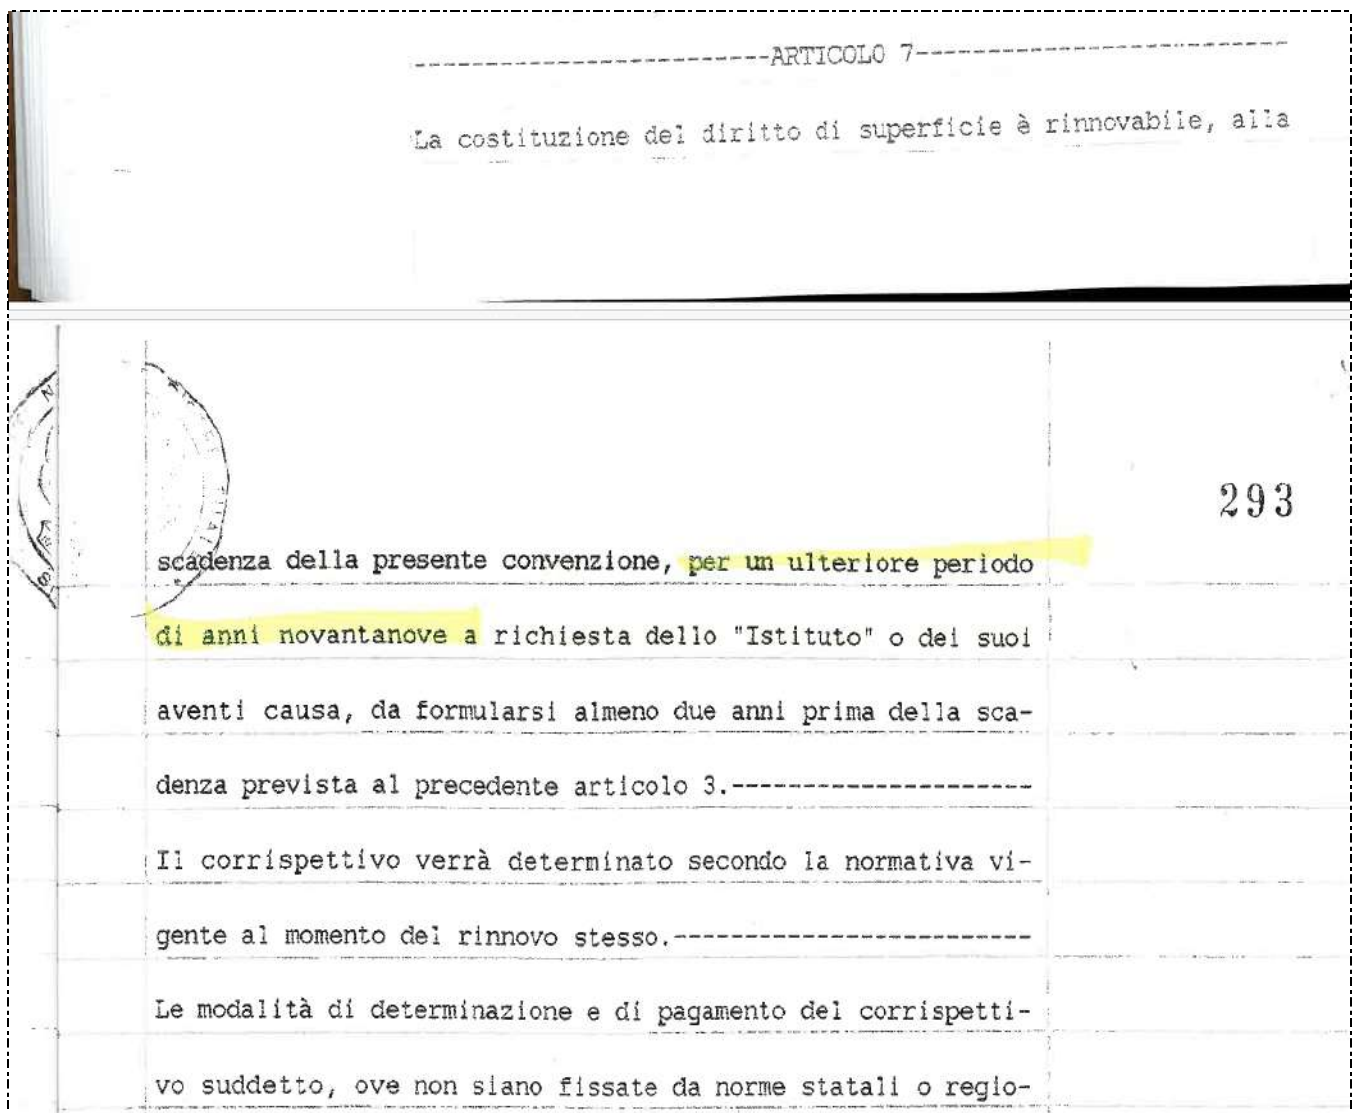 -------------------------ARTICOLO 7--------------------------
La costituzione del diritto di superficie è rinnovabile, alla
293
scadenza della presente convenzione, per un ulteriore periodo
di anni novantanove a richiesta dello "Istituto" o dei suoi
aventi causa, da formularsi almeno due anni prima della sca-
denza prevista al precedente articolo 3.---------------------
Il corrispettivo verrà determinato secondo la normativa vi-
gente al momento del rinnovo stesso.-------------------------
Le modalità di determinazione e di pagamento del corrispetti-
vo suddetto, ove non siano fissate da norme statali o regio-